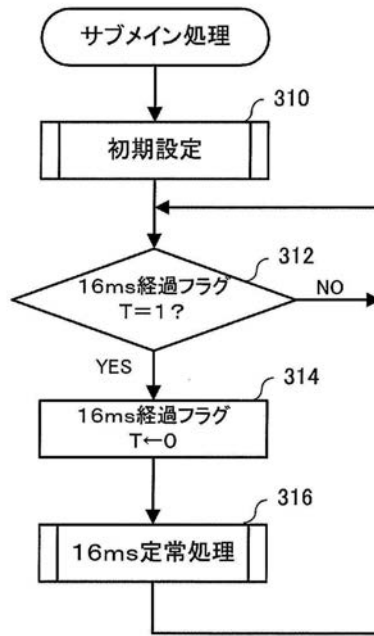 サブメイン処理
310
初期設定
312
16ms経過フラグ
T=1?
NO
YES
314
16ms経過フラグ
T←0
316
16ms定常処理